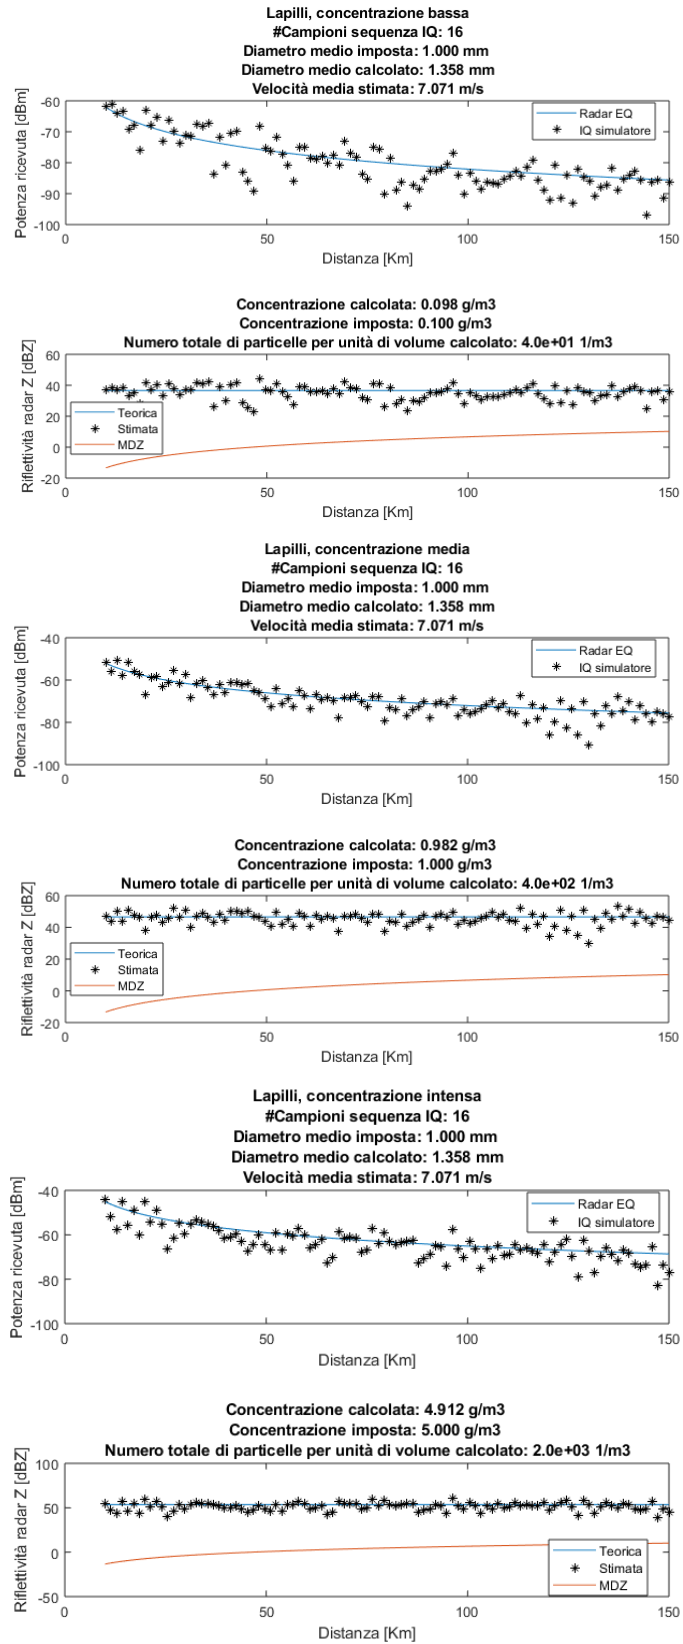 Lapilli, concentrazione bassa
#Campioni sequenza IQ: 16
Diametro medio imposta: 1.000 mm
Diametro medio calcolato: 1.358 mm
Velocità media stimata: 7.071 m/s
Potenza ricevuta [dBm]
-60
-70
-80
-90
-100
Radar EQ
IQ simulatore
0 50 100 150
Distanza [Km]
Concentrazione calcolata: 0.098 g/m3
Concentrazione imposta: 0.100 g/m3
Numero totale di particelle per unità di volume calcolato: 4.0e+01 1/m3
Riflettività radar Z [dBZ]
60
40
20
0
-20
Teorica
Stimata
MDZ
0 50 100 150
Distanza [Km]
Lapilli, concentrazione media
#Campioni sequenza IQ: 16
Diametro medio imposta: 1.000 mm
Diametro medio calcolato: 1.358 mm
Velocità media stimata: 7.071 m/s
Potenza ricevuta [dBm]
-40
-60
-80
-100
Radar EQ
IQ simulatore
0 50 100 150
Distanza [Km]
Concentrazione calcolata: 0.982 g/m3
Concentrazione imposta: 1.000 g/m3
Numero totale di particelle per unità di volume calcolato: 4.0e+02 1/m3
Riflettività radar Z [dBZ]
60
40
20
0
-20
Teorica
Stimata
MDZ
0 50 100 150
Distanza [Km]
Lapilli, concentrazione intensa
#Campioni sequenza IQ: 16
Diametro medio imposta: 1.000 mm
Diametro medio calcolato: 1.358 mm
Velocità media stimata: 7.071 m/s
Potenza ricevuta [dBm]
-40
-60
-80
-100
Radar EQ
IQ simulatore
0 50 100 150
Distanza [Km]
Concentrazione calcolata: 4.912 g/m3
Concentrazione imposta: 5.000 g/m3
Numero totale di particelle per unità di volume calcolato: 2.0e+03 1/m3
Riflettività radar Z [dBZ]
100
50
0
-50
Teorica
Stimata
MDZ
0 50 100 150
Distanza [Km]